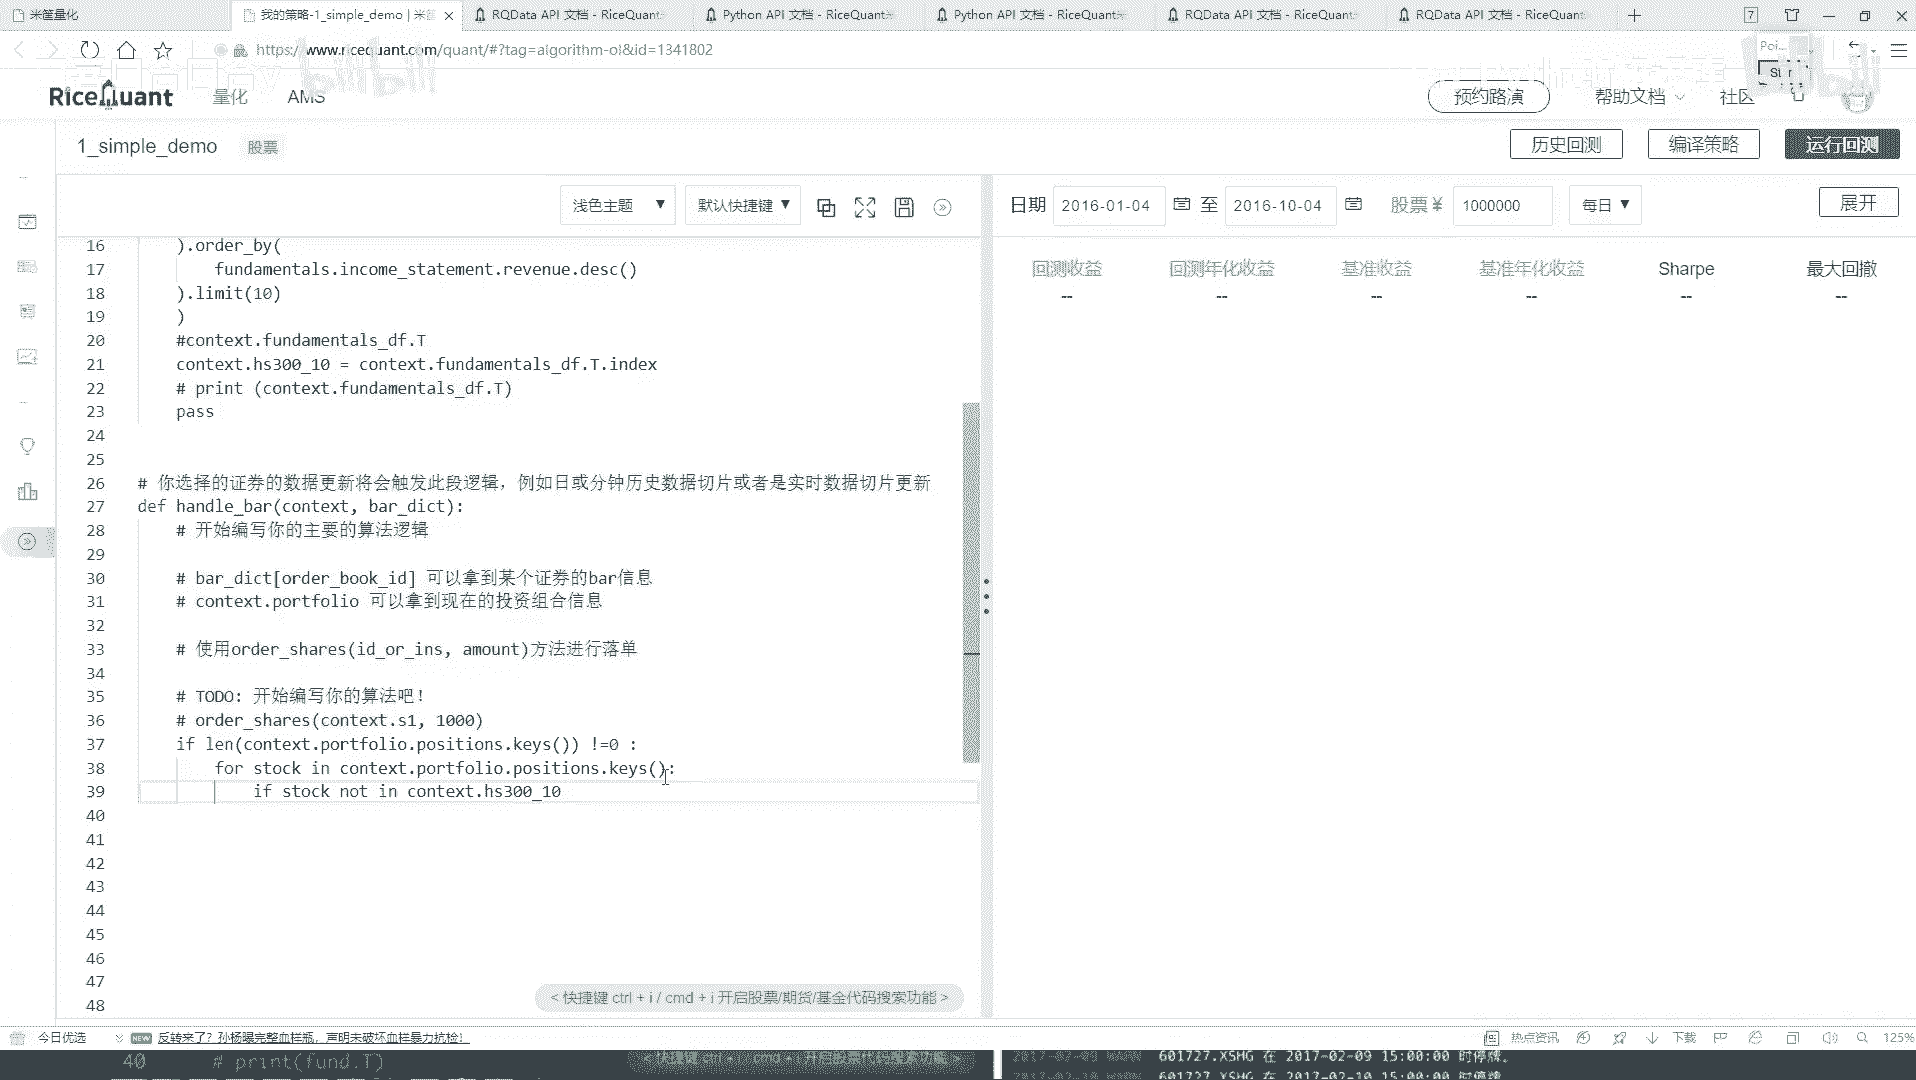 米筐量化
我的策略-1_simple_demo | 米筐
RQData API 文档 - RiceQuant
Python API 文档 - RiceQuant
Python API 文档 - RiceQuant
RQData API 文档 - RiceQuant
RQData API 文档 - RiceQuant
7
https://www.ricequant.com/quant/#?tag=algorithm-ol&id=1341802
RiceQuant
量化
AMS
预约路演
帮助文档
社区
1_simple_demo
股票
历史回测
编译策略
运行回测
浅色主题
默认快捷键
日期 2016-01-04 至 2016-10-04 股票¥ 1000000 每日
展开
回测收益 回测年化收益 基准收益 基准年化收益 Sharpe 最大回撤
-- -- -- -- -- --
16 ).order_by(
17 fundamentals.income_statement.revenue.desc()
18 ).limit(10)
19 )
20 #context.fundamentals_df.T
21 context.hs300_10 = context.fundamentals_df.T.index
22 # print (context.fundamentals_df.T)
23 pass
24
25
26 # 你选择的证券的数据更新将会触发此段逻辑，例如日或分钟历史数据切片或者是实时数据切片更新
27 def handle_bar(context, bar_dict):
28 # 开始编写你的主要的算法逻辑
29
30 # bar_dict[order_book_id] 可以拿到某个证券的bar信息
31 # context.portfolio 可以拿到现在的投资组合信息
32
33 # 使用order_shares(id_or_ins, amount)方法进行落单
34
35 # TODO: 开始编写你的算法吧！
36 # order_shares(context.s1, 1000)
37 if len(context.portfolio.positions.keys()) !=0 :
38 for stock in context.portfolio.positions.keys():
39 if stock not in context.hs300_10
40
41
42
43
44
45
46
47
48
< 快捷键 ctrl + i / cmd + i 开启股票/期货/基金代码搜索功能 >
今日优选
NEW
反转来了？孙杨曝完整血样瓶，声明未破坏血样暴力抗检！
热点资讯
下载
125%
40 # print(fund.T)
2017-02-09 WARN 601727.XSHG 在 2017-02-09 15:00:00 时停牌。
2017-02-10 WARN 601727.XSHG 在 2017-02-10 15:00:00 时停牌。